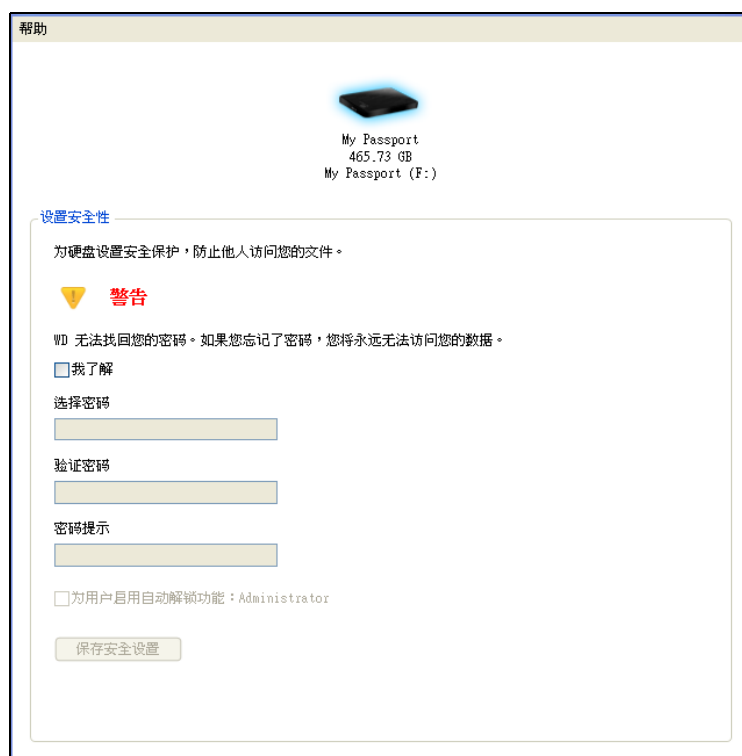 帮助
My Passport
465.73 GB
My Passport (F:)
设置安全性
为硬盘设置安全保护，防止他人访问您的文件。
警告
WD 无法找回您的密码。如果您忘记了密码，您将永远无法访问您的数据。
我了解
选择密码
验证密码
密码提示
为用户启用自动解锁功能：Administrator
保存安全设置